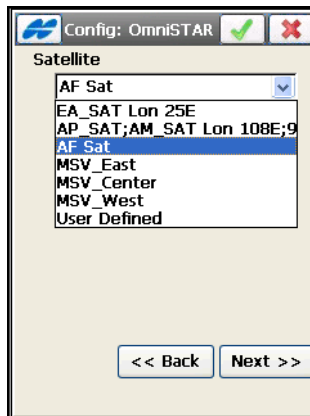 Config: OmniSTAR
Satellite
AF Sat
EA_SAT Lon 25E
AP_SAT;AM_SAT Lon 108E;9
AF Sat
MSV_East
MSV_Center
MSV_West
User Defined
<< Back Next >>